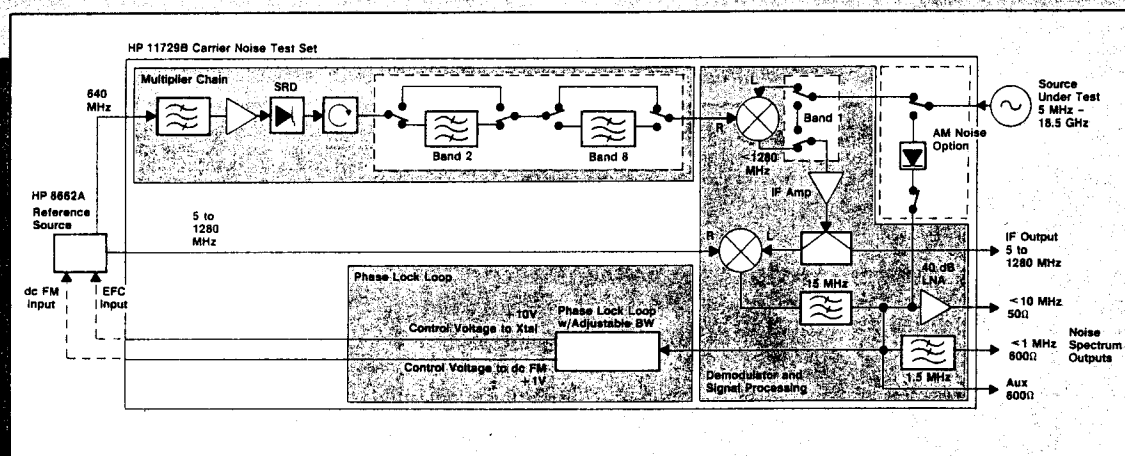 HP 11729B Carrier Noise Test Set
Multiplier Chain
640
MHz
SRD
Band 2
Band 8
R
L
Band 1
<1280
MHz
IF Amp
AM Noise
Option
Source
Under Test
5 MHz –
18.5 GHz
HP 8662A
Reference
Source
5 to
1280
MHz
R
L
IF Output
5 to
1280 MHz
dc FM
Input
EFC
Input
Phase Lock Loop
+10V
Control Voltage to Xtal
Control Voltage to dc FM
+1V
Phase Lock Loop
w/Adjustable BW
15 MHz
40 dB
LNA
<10 MHz
50Ω
<1 MHz
600Ω
Noise
Spectrum
Outputs
1.5 MHz
Demodulator and
Signal Processing
Aux
600Ω